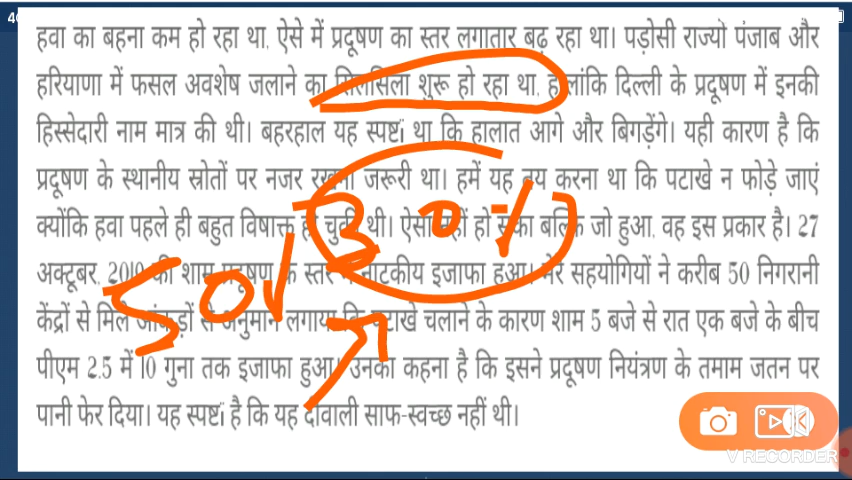 40
हवा का बहना कम हो रहा था, ऐसे में प्रदूषण का स्तर लगातार बढ़ रहा था। पड़ोसी राज्यों पंजाब और
हरियाणा में फसल अवशेष जलाने का सिलसिला शुरू हो रहा था, हालांकि दिल्ली के प्रदूषण में इनकी
हिस्सेदारी नाम मात्र की थी। बहरहाल यह स्पष्टï था कि हालात आगे और बिगड़ेंगे। यही कारण है कि
प्रदूषण के स्थानीय स्रोतों पर नजर रखना जरूरी था। हमें यह तय करना था कि पटाखे न फोड़े जाएं
क्योंकि हवा पहले ही बहुत विषाक्त हो चुकी थी। ऐसा नहीं हो सका बल्कि जो हुआ, वह इस प्रकार है। 27
30%
अक्टूबर, 2019 की शाम प्रदूषण के स्तर में नाटकीय इजाफा हुआ। मेरे सहयोगियों ने करीब 50 निगरानी
50
केंद्रों से मिले आंकड़ों से अनुमान लगाया कि पटाखे चलाने के कारण शाम 5 बजे से रात एक बजे के बीच
पीएम 2.5 में 10 गुना तक इजाफा हुआ। उनका कहना है कि इसने प्रदूषण नियंत्रण के तमाम जतन पर
पानी फेर दिया। यह स्पष्टï है कि यह दीवाली साफ-स्वच्छ नहीं थी।
V RECORDER